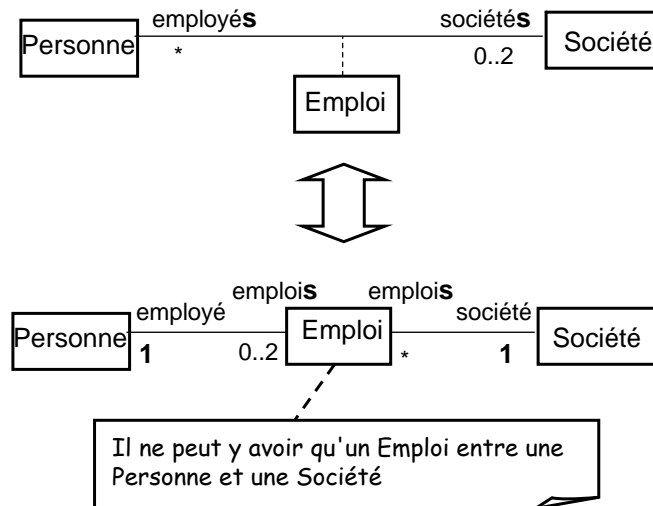 employés sociétés
Personne Société
* 0..2
Emploi
emplois emplois
employé société
Personne Emploi Société
1 0..2 * 1
Il ne peut y avoir qu'un Emploi entre une
Personne et une Société